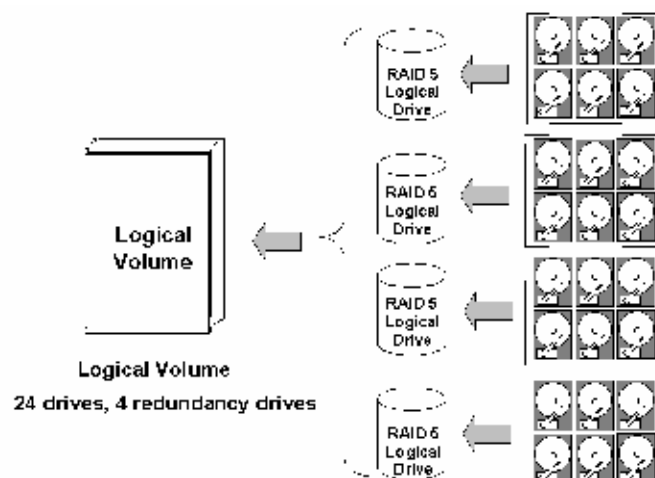 RAID 5
Logical
Drive
RAID 5
Logical
Drive
Logical
Volume
RAID 5
Logical
Drive
Logical Volume
24 drives, 4 redundancy drives
RAID 5
Logical
Drive